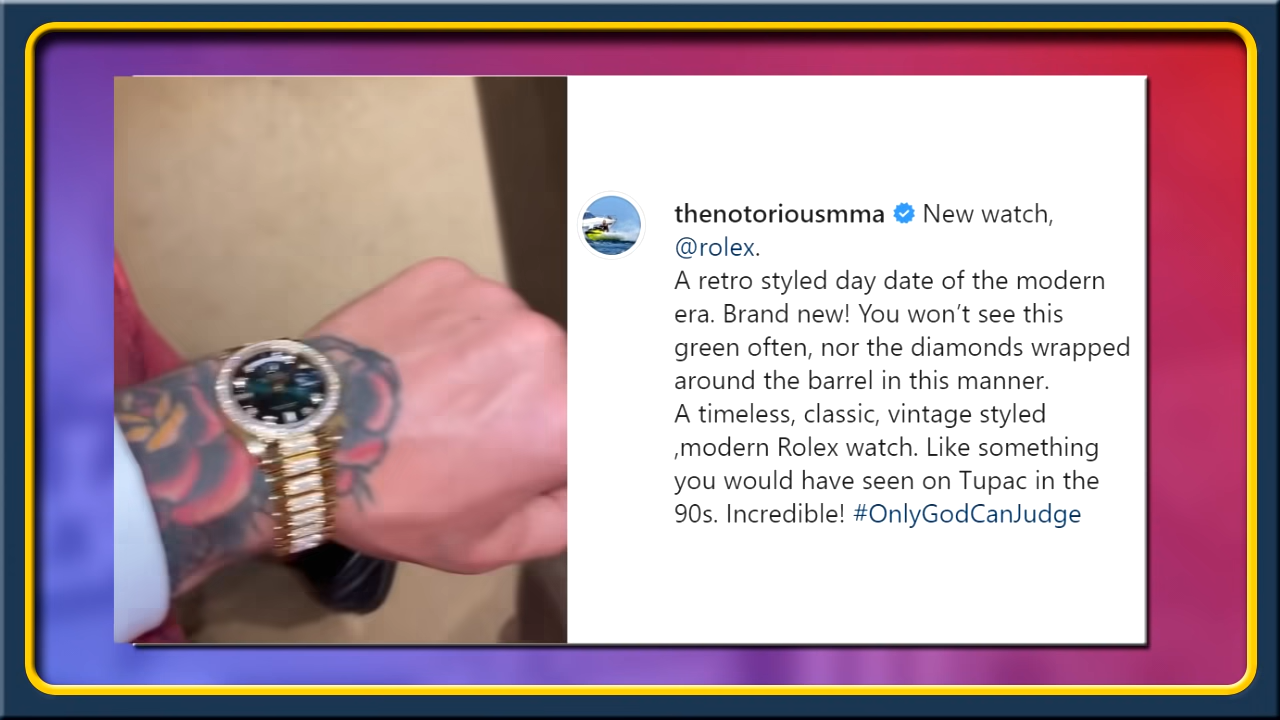 thenotoriousmma New watch,
@rolex.
A retro styled day date of the modern
era. Brand new! You won’t see this
green often, nor the diamonds wrapped
around the barrel in this manner.
A timeless, classic, vintage styled
,modern Rolex watch. Like something
you would have seen on Tupac in the
90s. Incredible! #OnlyGodCanJudge